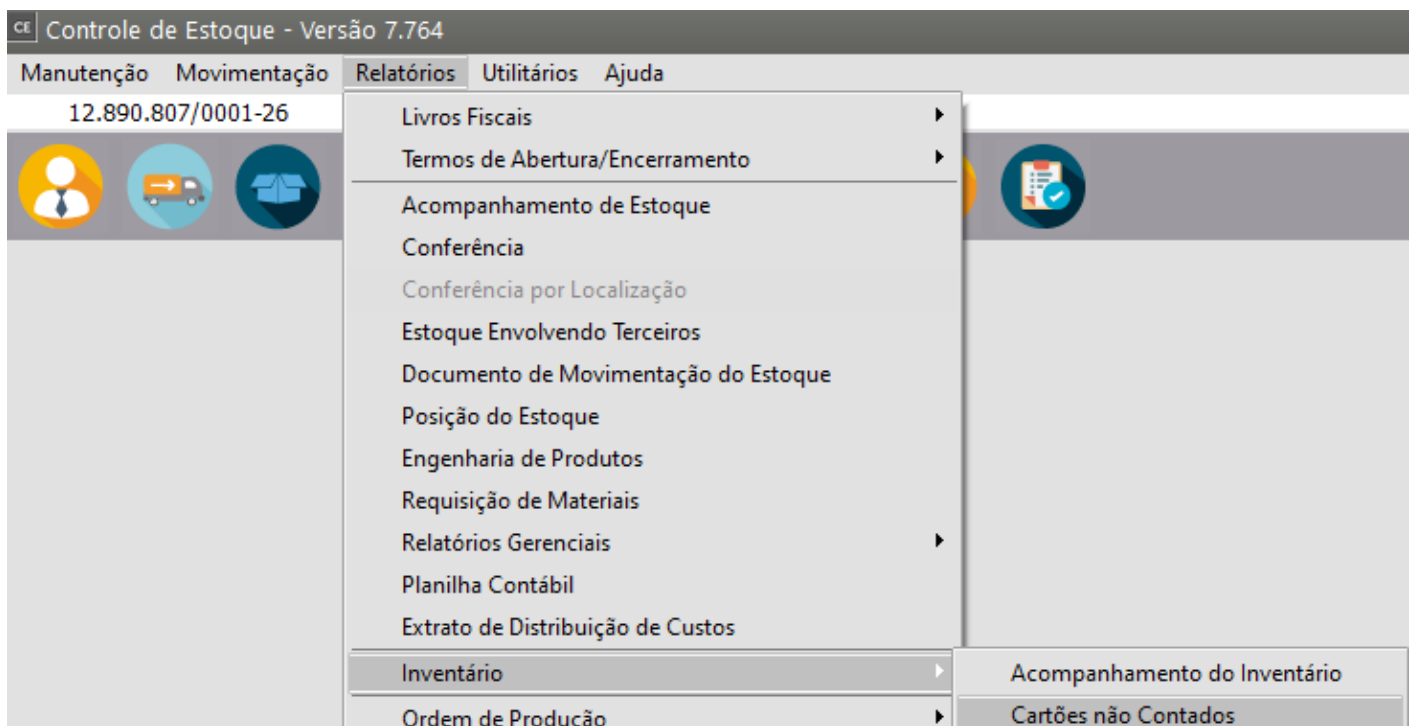 CE Controle de Estoque - Versão 7.764
Manutenção Movimentação Relatórios Utilitários Ajuda
12.890.807/0001-26
Livros Fiscais
Termos de Abertura/Encerramento
Acompanhamento de Estoque
Conferência
Conferência por Localização
Estoque Envolvendo Terceiros
Documento de Movimentação do Estoque
Posição do Estoque
Engenharia de Produtos
Requisição de Materiais
Relatórios Gerenciais
Planilha Contábil
Extrato de Distribuição de Custos
Inventário
Acompanhamento do Inventário
Ordem de Produção
Cartões não Contados